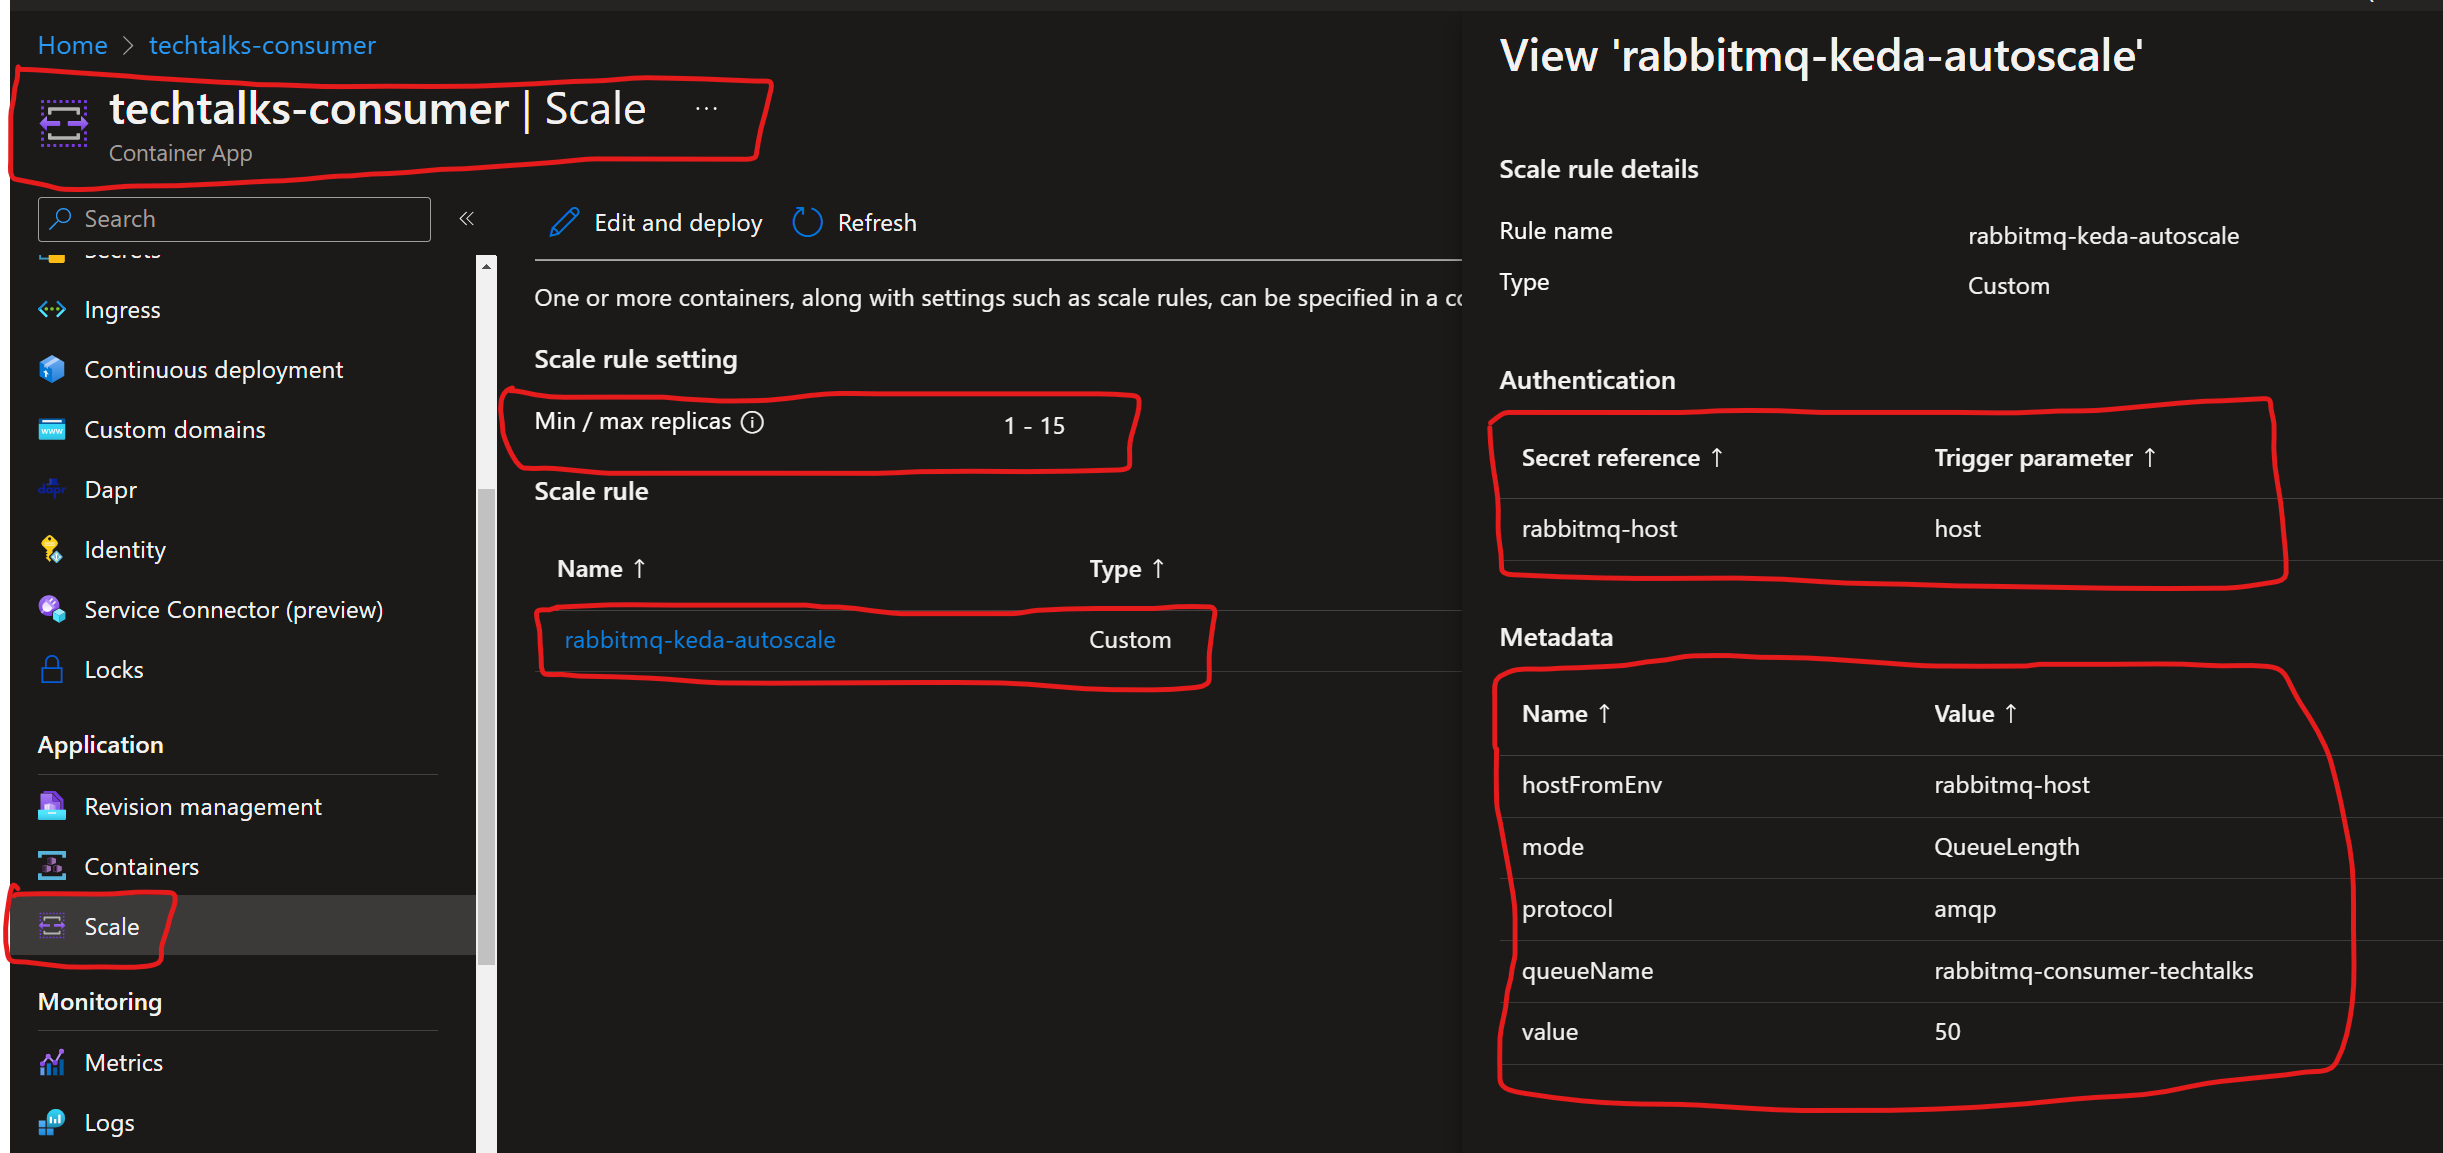 Home > techtalks-consumer
techtalks-consumer | Scale ...
Container App
Search «
Secrets
Ingress
Continuous deployment
Custom domains
Dapr
Identity
Service Connector (preview)
Locks
Application
Revision management
Containers
Scale
Monitoring
Metrics
Logs
Edit and deploy Refresh
One or more containers, along with settings such as scale rules, can be specified in a co
Scale rule setting
Min / max replicas 1 - 15
Scale rule
Name ↑ Type ↑
rabbitmq-keda-autoscale Custom
View 'rabbitmq-keda-autoscale'
Scale rule details
Rule name rabbitmq-keda-autoscale
Type Custom
Authentication
Secret reference ↑ Trigger parameter ↑
rabbitmq-host host
Metadata
Name ↑ Value ↑
hostFromEnv rabbitmq-host
mode QueueLength
protocol amqp
queueName rabbitmq-consumer-techtalks
value 50